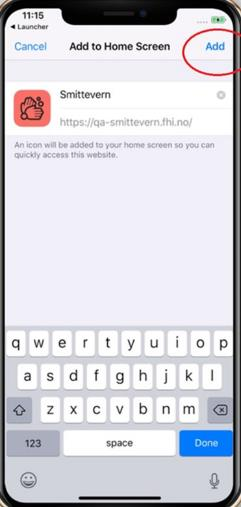 11:15
Launcher
Cancel Add to Home Screen Add
Smittevern
https://qa-smittevern.fhi.no/
An icon will be added to your home screen so you can
quickly access this website.
q w e r t y u i o p
a s d f g h j k l
z x c v b n m
123 space Done